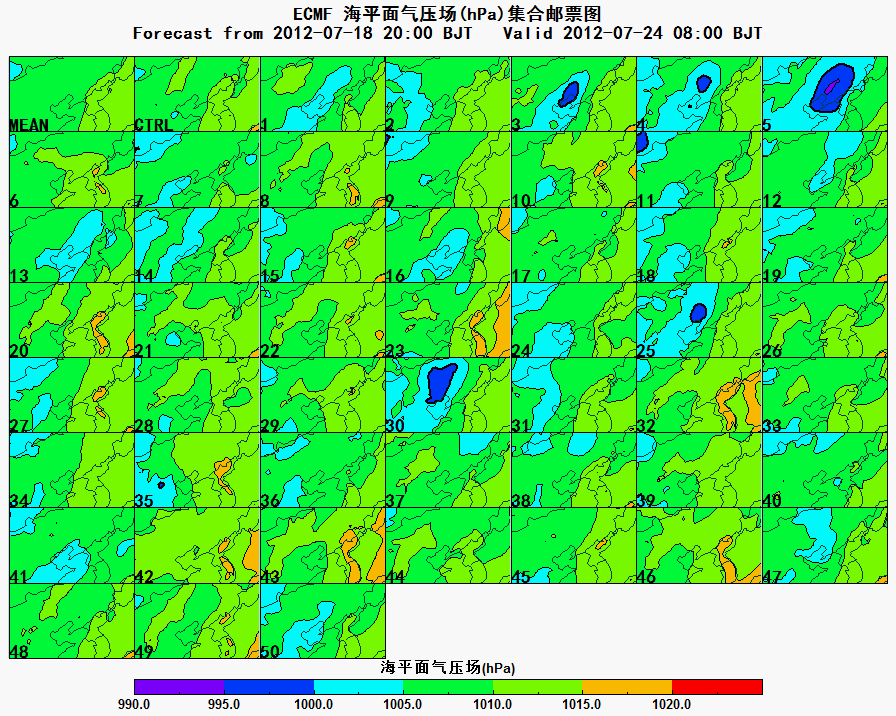 ECMF 海平面气压场(hPa)集合邮票图
Forecast from 2012-07-18 20:00 BJT Valid 2012-07-24 08:00 BJT
MEAN CTRL 1 2 3 4 5
6 7 8 9 10 11 12
13 14 15 16 17 18 19
20 21 22 23 24 25 26
27 28 29 30 31 32 33
34 35 36 37 38 39 40
41 42 43 44 45 46 47
48 49 50
海平面气压场(hPa)
990.0 995.0 1000.0 1005.0 1010.0 1015.0 1020.0